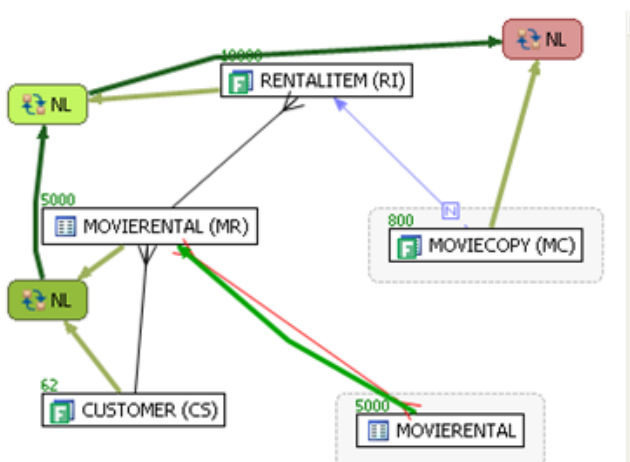 NL
10000
RENTALITEM (RI)
NL
5000
MOVIERENTAL (MR)
N
800
MOVIECOPY (MC)
NL
62
CUSTOMER (CS)
5000
MOVIERENTAL